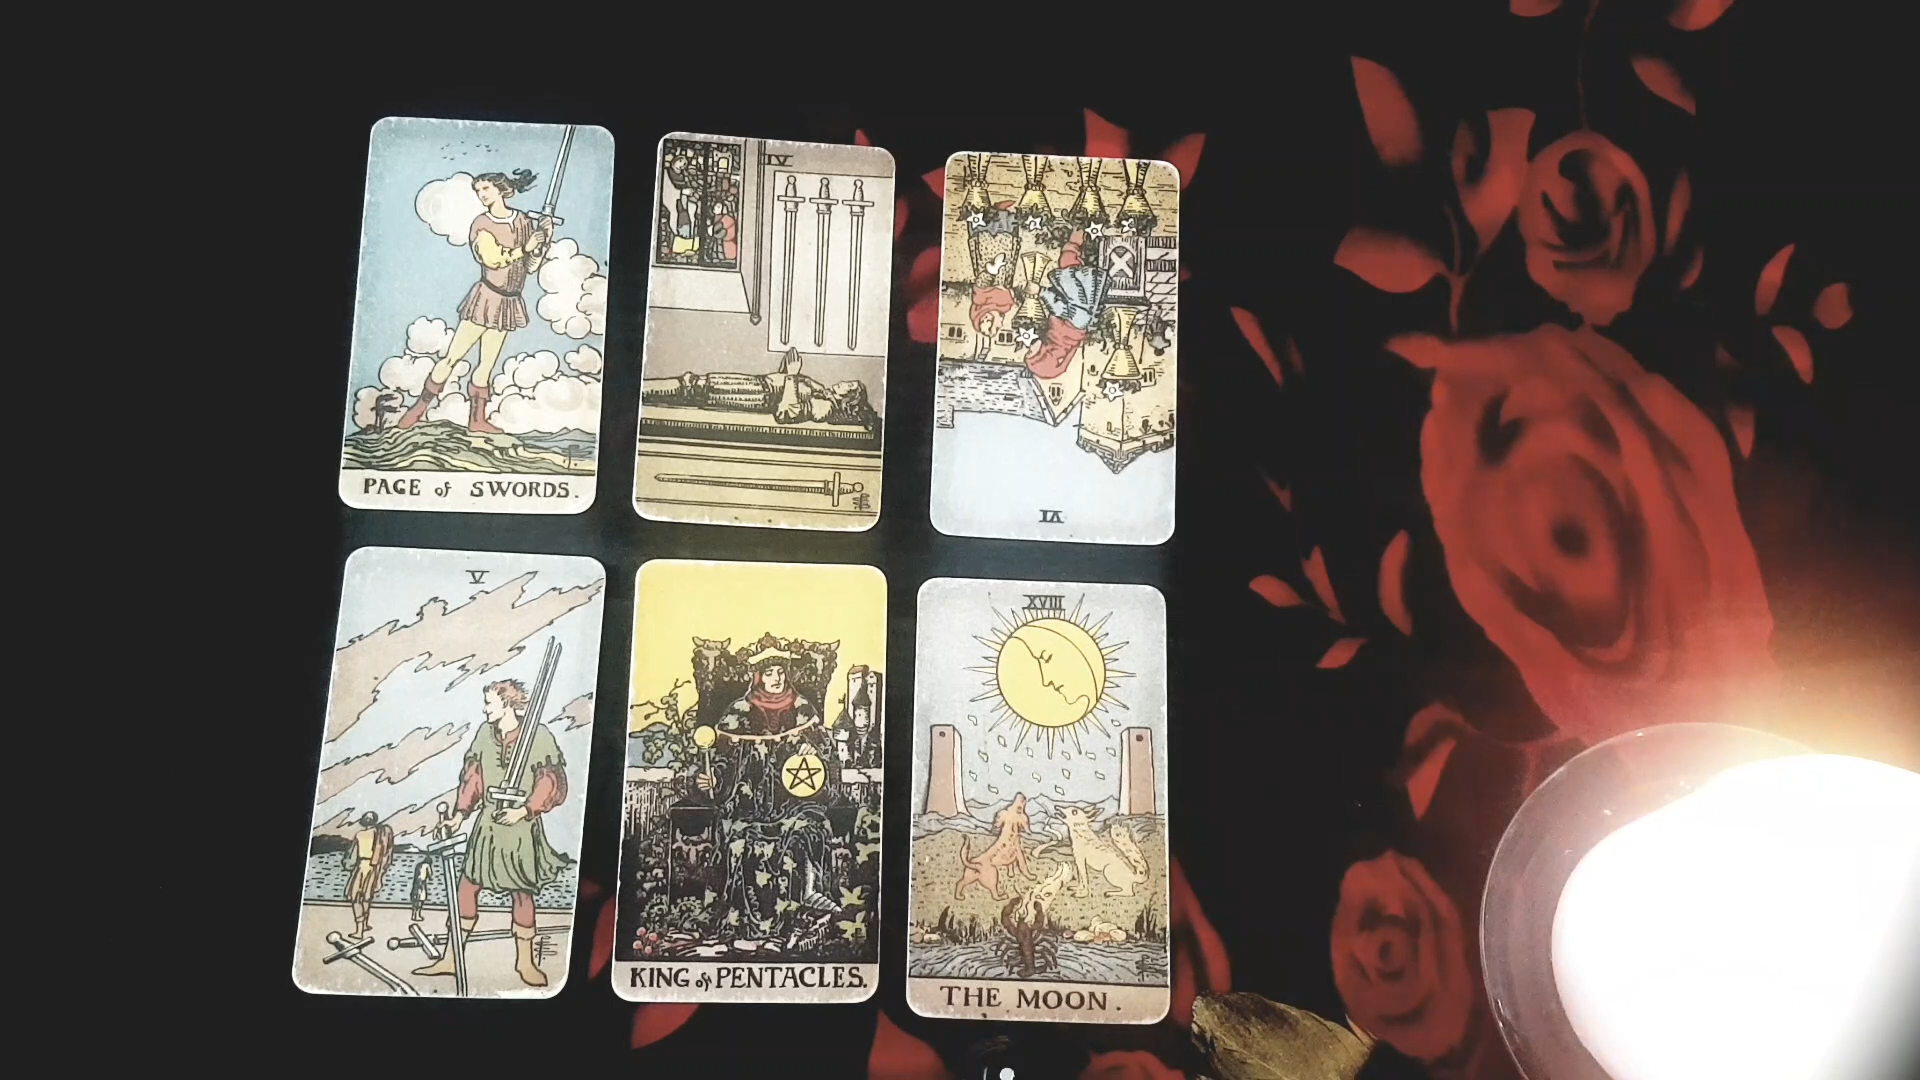 IV
VI
PAGE of SWORDS.
V
XVIII
KING of PENTACLES.
THE MOON.